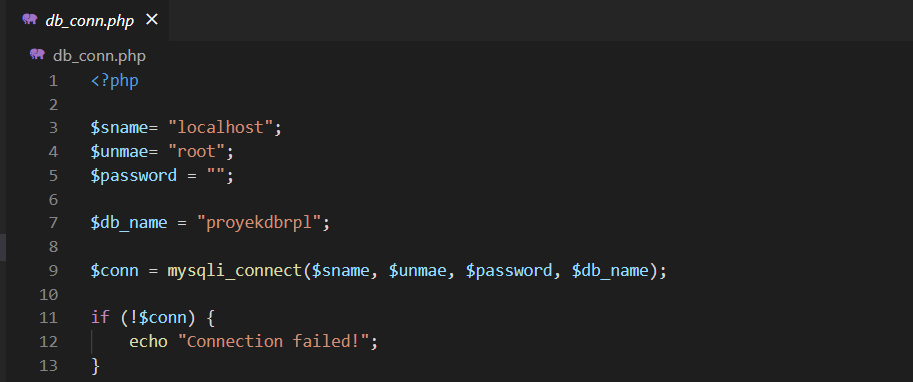 db_conn.php ×
db_conn.php
1 <?php
2
3 $sname= "localhost";
4 $unmae= "root";
5 $password = "";
6
7 $db_name = "proyekdbrpl";
8
9 $conn = mysqli_connect($sname, $unmae, $password, $db_name);
10
11 if (!$conn) {
12     echo "Connection failed!";
13 }